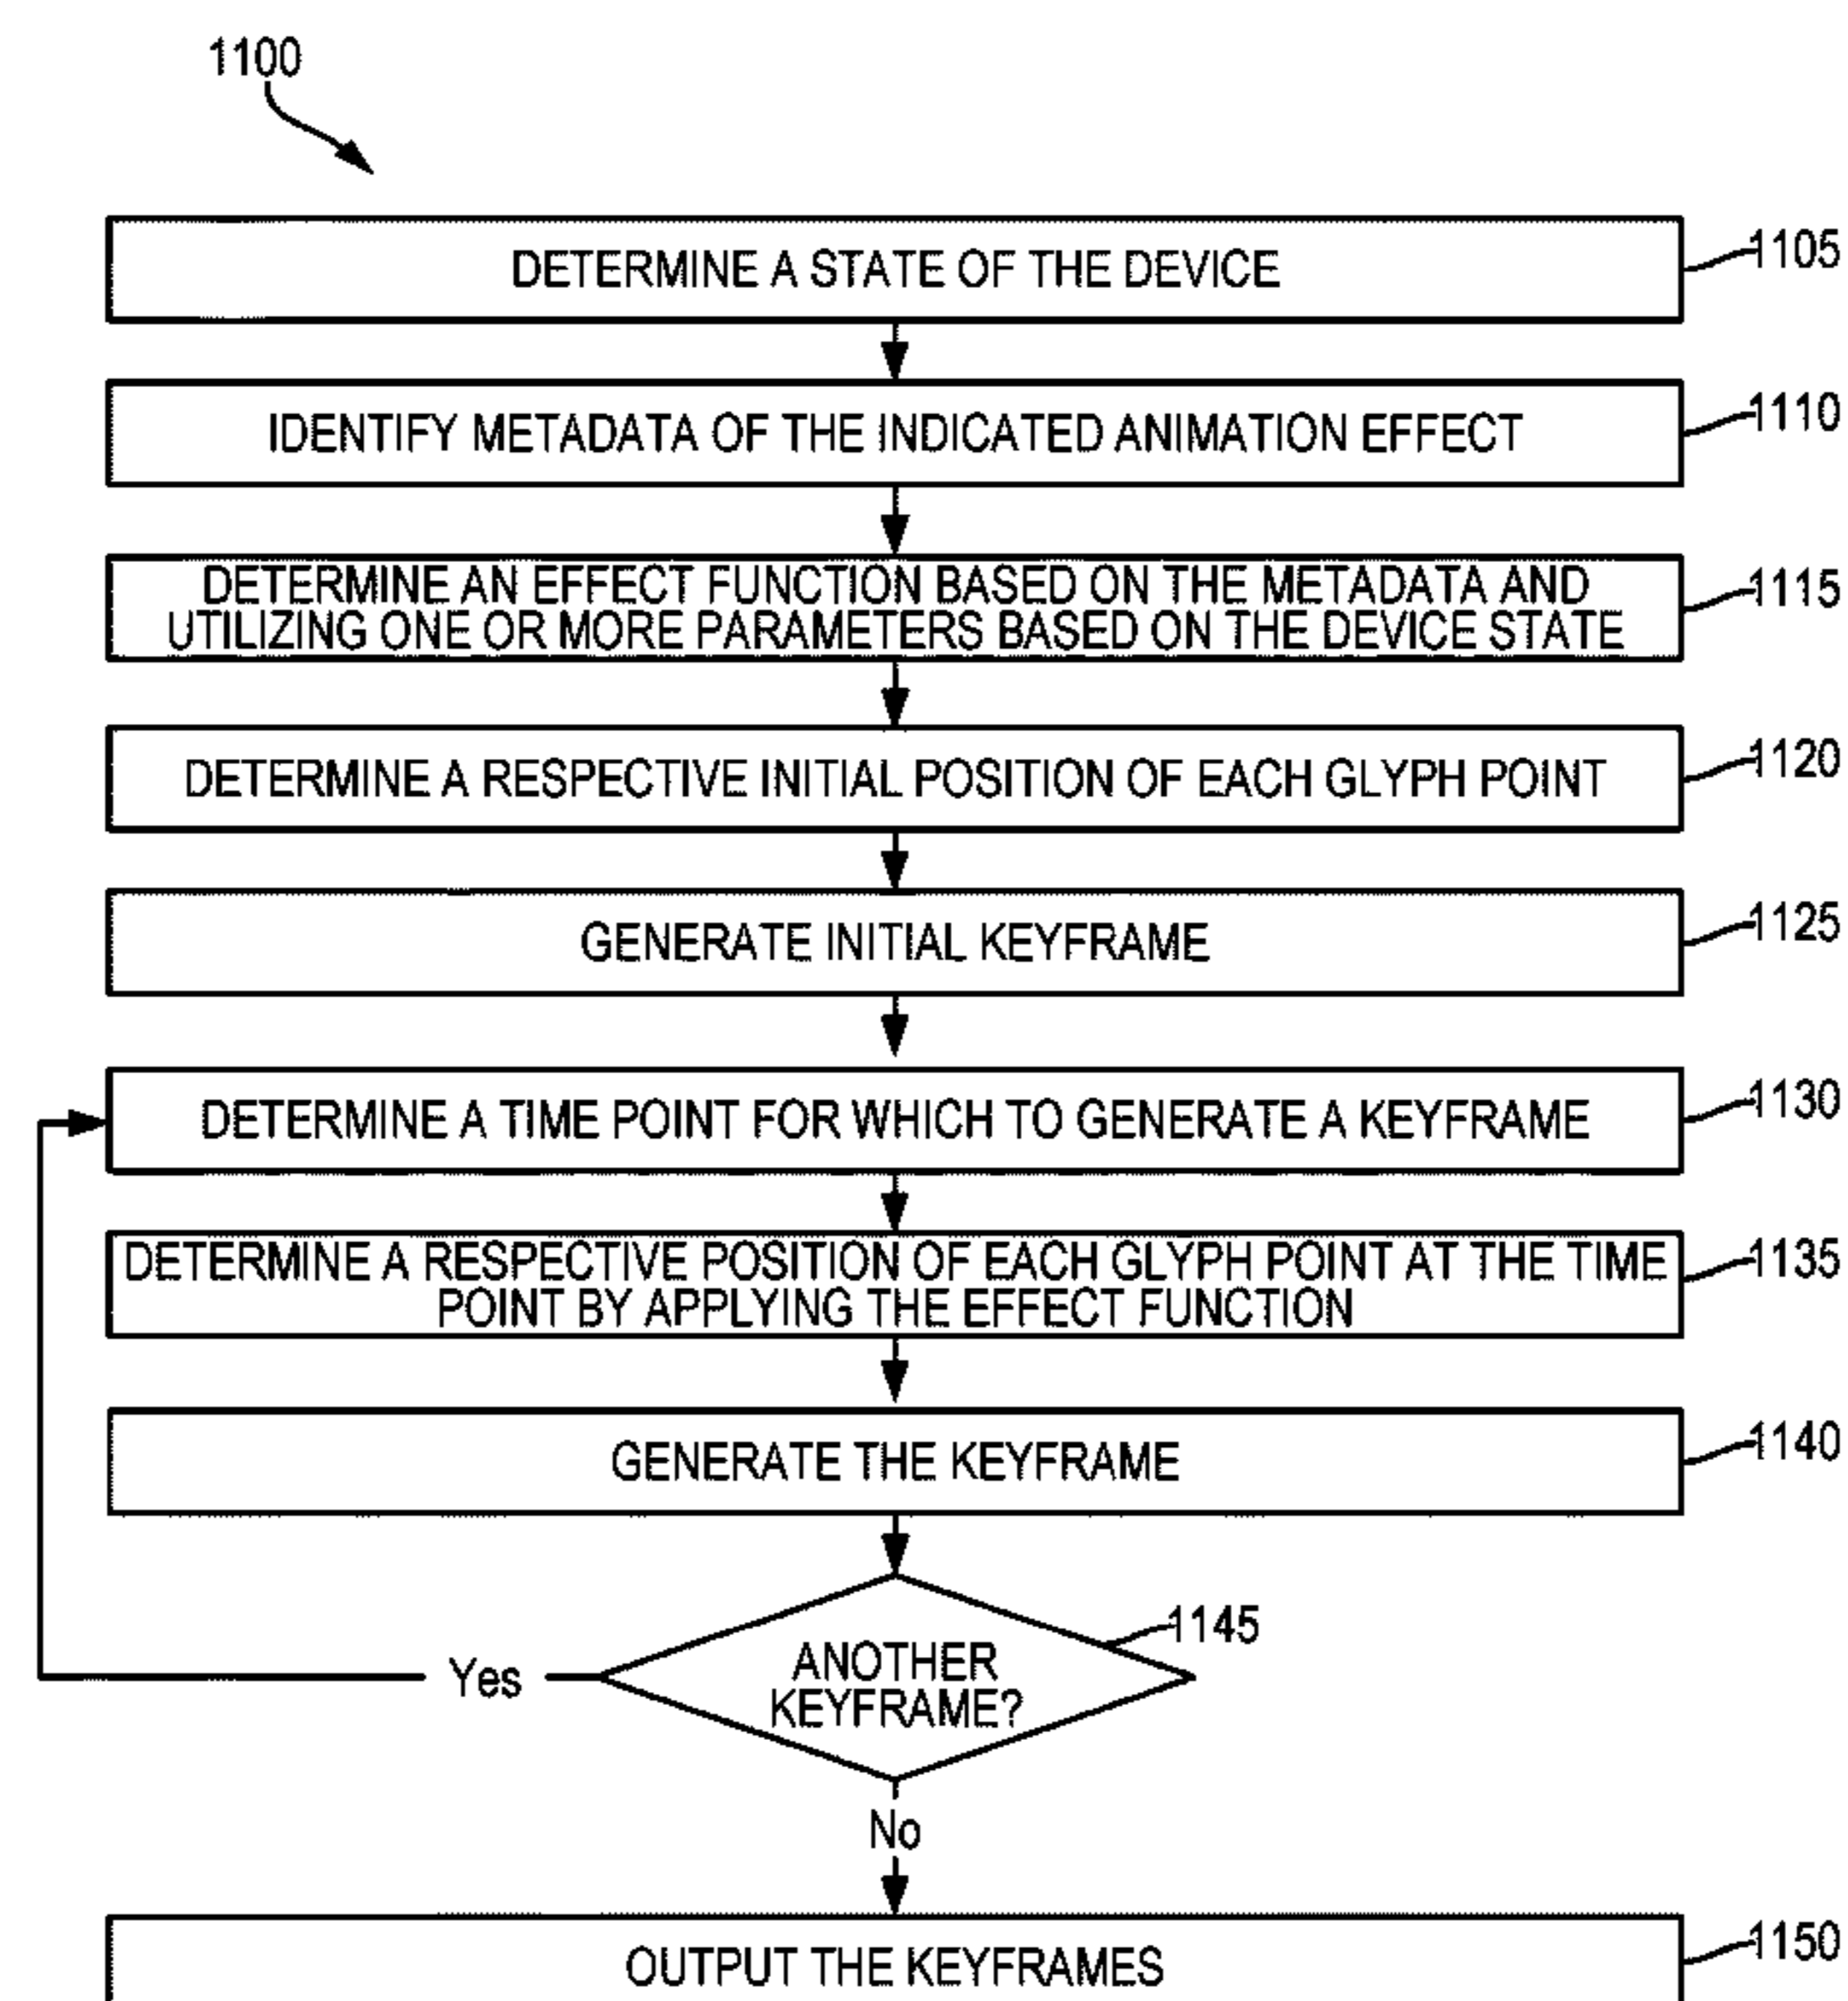 1100
DETERMINE A STATE OF THE DEVICE
1105
IDENTIFY METADATA OF THE INDICATED ANIMATION EFFECT
1110
DETERMINE AN EFFECT FUNCTION BASED ON THE METADATA AND
UTILIZING ONE OR MORE PARAMETERS BASED ON THE DEVICE STATE
1115
DETERMINE A RESPECTIVE INITIAL POSITION OF EACH GLYPH POINT
1120
GENERATE INITIAL KEYFRAME
1125
DETERMINE A TIME POINT FOR WHICH TO GENERATE A KEYFRAME
1130
DETERMINE A RESPECTIVE POSITION OF EACH GLYPH POINT AT THE TIME
POINT BY APPLYING THE EFFECT FUNCTION
1135
GENERATE THE KEYFRAME
1140
1145
ANOTHER
KEYFRAME?
Yes
No
OUTPUT THE KEYFRAMES
1150